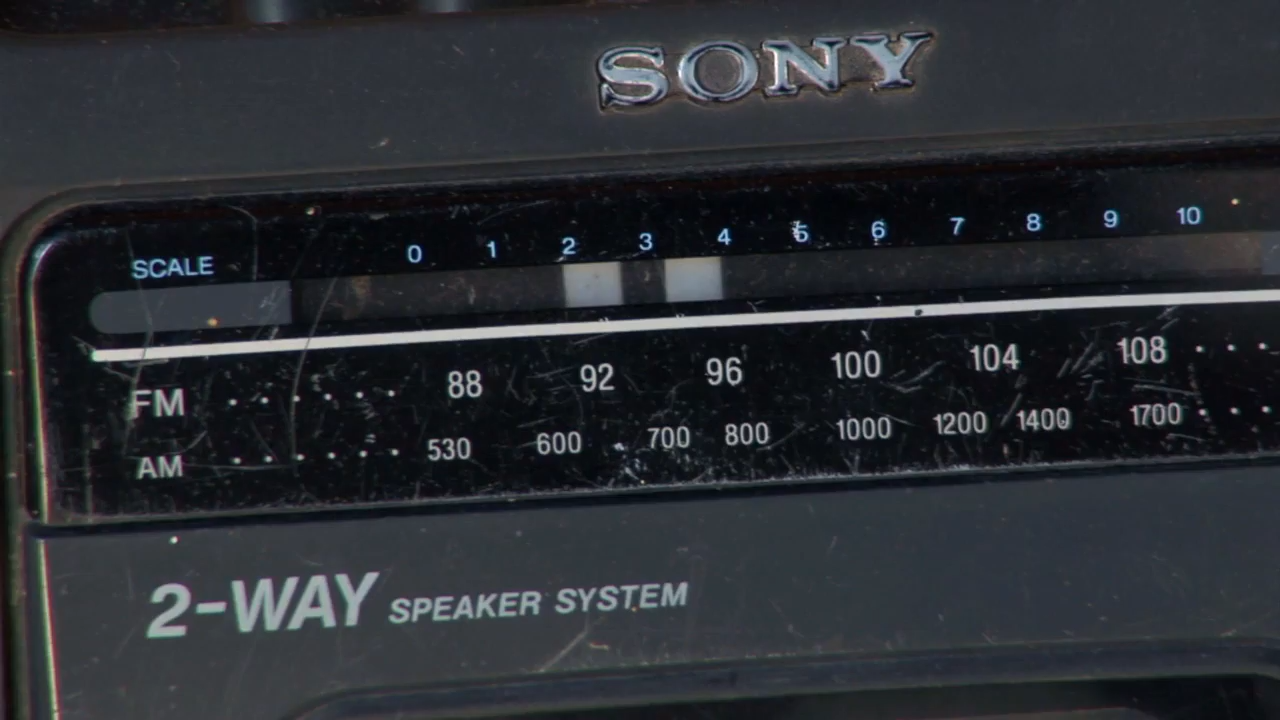 SONY
SCALE 0 1 2 3 4 5 6 7 8 9 10
FM 88 92 96 100 104 108
AM 530 600 700 800 1000 1200 1400 1700
2-WAY SPEAKER SYSTEM